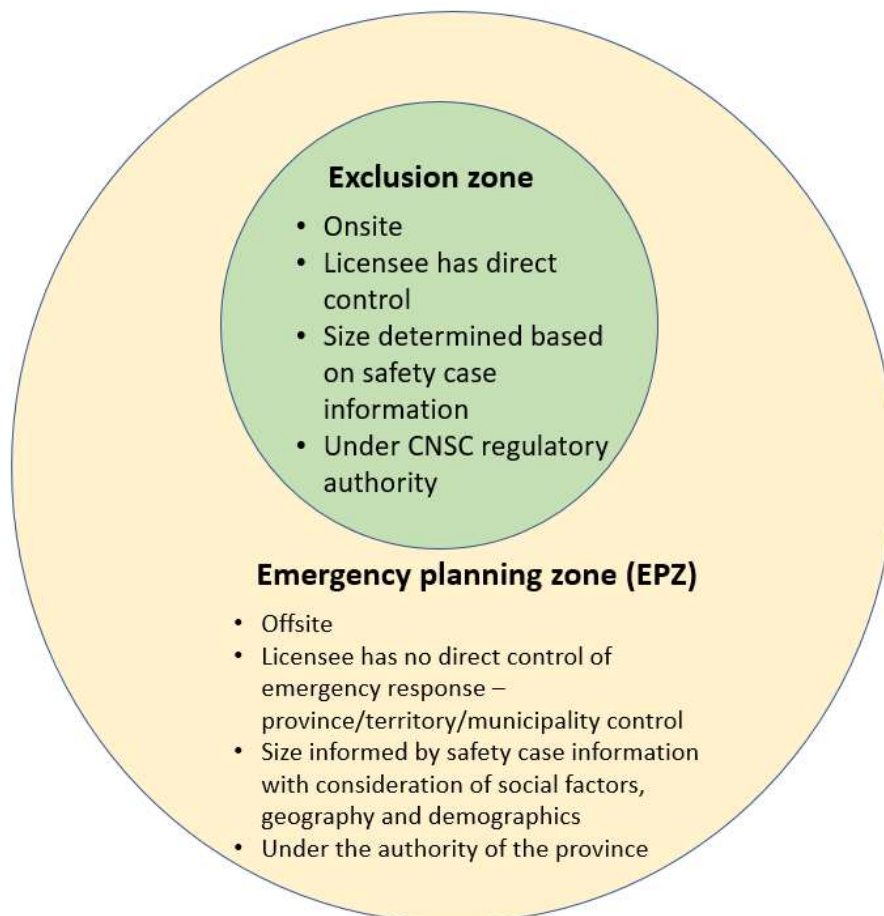 Exclusion zone
• Onsite
• Licensee has direct
control
• Size determined based
on safety case
information
• Under CNSC regulatory
authority
Emergency planning zone (EPZ)
• Offsite
• Licensee has no direct control of
emergency response –
province/territory/municipality control
• Size informed by safety case information
with consideration of social factors,
geography and demographics
• Under the authority of the province